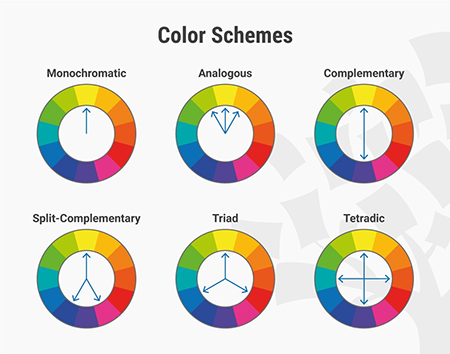 Color Schemes
Monochromatic
Analogous
Complementary
Split-Complementary
Triad
Tetradic